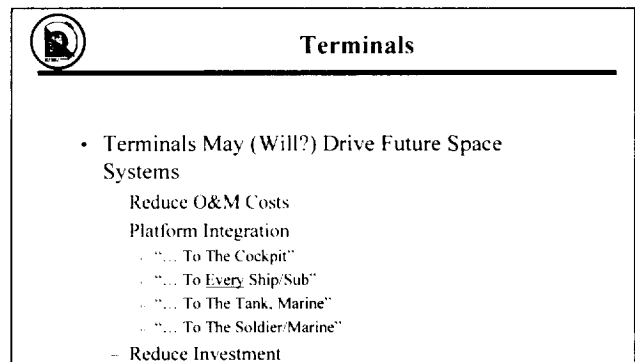 Terminals
• Terminals May (Will?) Drive Future Space
Systems
Reduce O&M Costs
Platform Integration
"... To The Cockpit"
"... To Every Ship/Sub"
"... To The Tank, Marine"
"... To The Soldier/Marine"
– Reduce Investment